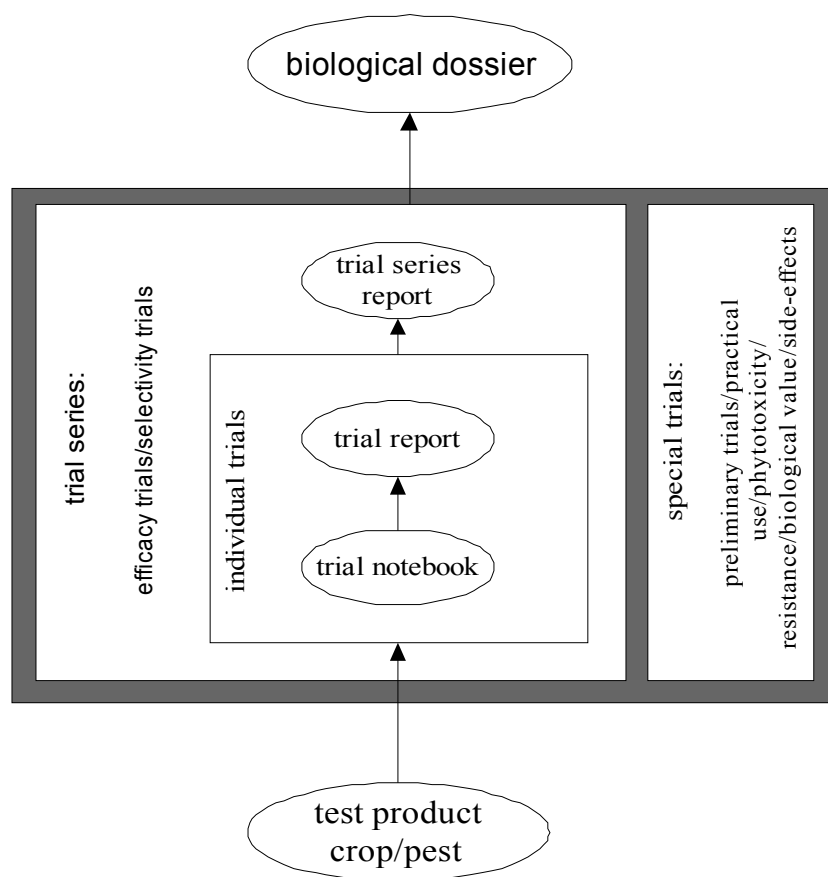 biological dossier
trial series:
efficacy trials/selectivity trials
trial series
report
individual trials
trial report
trial notebook
special trials:
preliminary trials/practical
use/phytotoxicity/
resistance/biological value/side-effects
test product
crop/pest